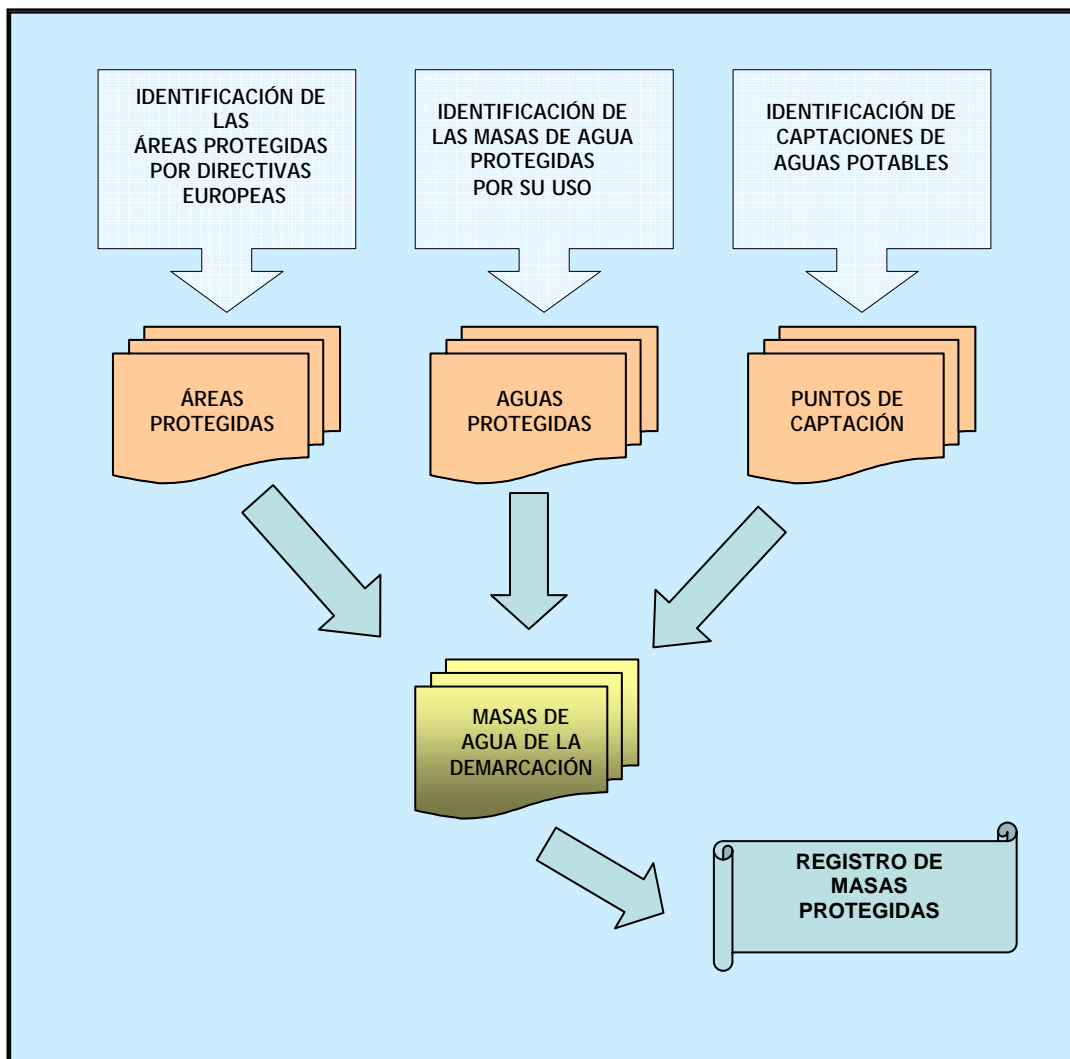 IDENTIFICACIÓN DE
LAS
ÁREAS PROTEGIDAS
POR DIRECTIVAS
EUROPEAS
IDENTIFICACIÓN DE
LAS MASAS DE AGUA
PROTEGIDAS
POR SU USO
IDENTIFICACIÓN DE
CAPTACIONES DE
AGUAS POTABLES
ÁREAS
PROTEGIDAS
AGUAS
PROTEGIDAS
PUNTOS DE
CAPTACIÓN
MASAS DE
AGUA DE LA
DEMARCACIÓN
REGISTRO DE
MASAS
PROTEGIDAS